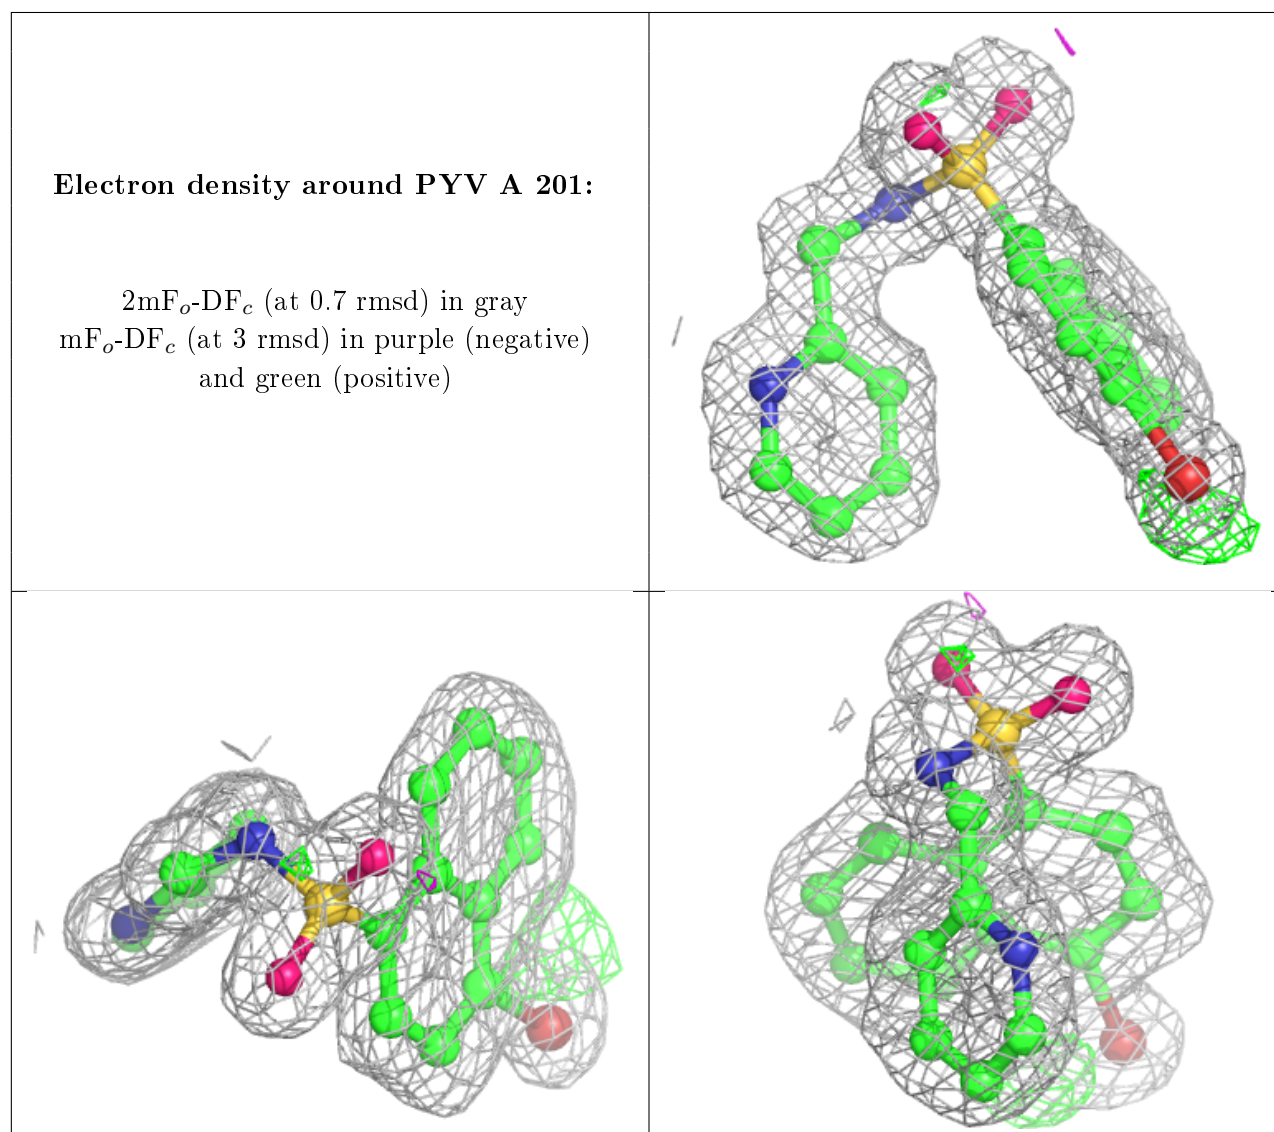 Electron density around PYV A 201:
2mFₒ-DF𝒸 (at 0.7 rmsd) in gray
mFₒ-DF𝒸 (at 3 rmsd) in purple (negative)
and green (positive)